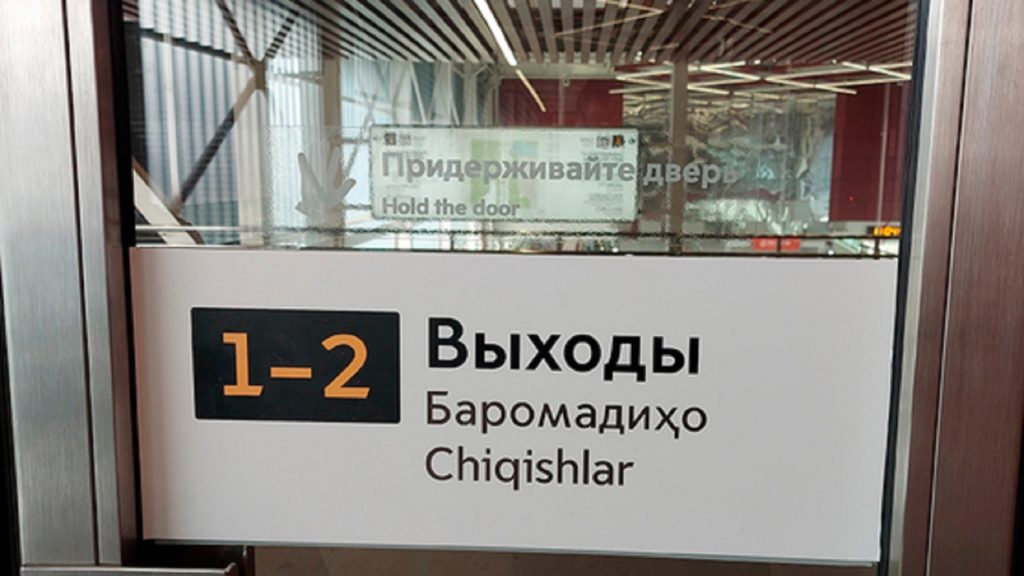 Придерживайте дверь
Hold the door
1–2
Выходы
Баромадиҳо
Chiqishlar